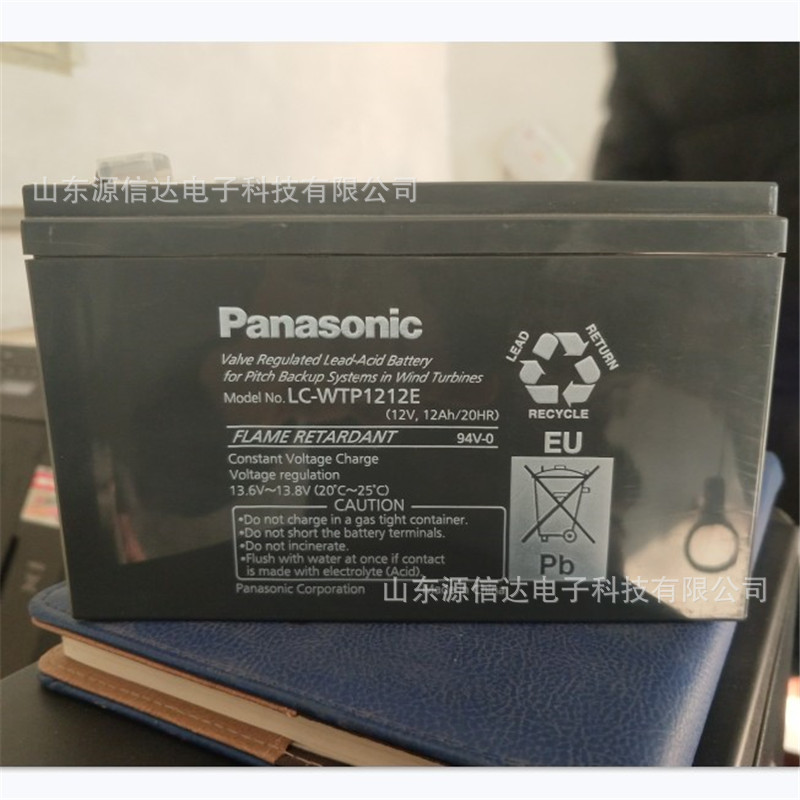 山东源信达电子科技有限公司
Panasonic
Valve Regulated Lead-Acid Battery
for Pitch Backup Systems in Wind Turbines
Model No. LC-WTP1212E
(12V, 12Ah/20HR)
FLAME RETARDANT 94V-0
Constant Voltage Charge
Voltage regulation
13.6V～13.8V (20℃～25℃)
CAUTION
•Do not charge in a gas tight container.
•Do not short the battery terminals.
•Do not incinerate.
•Flush with water at once if contact
is made with electrolyte (Acid).
Panasonic Corporation
LEAD RETURN
RECYCLE
EU
Pb
山东源信达电子科技有限公司